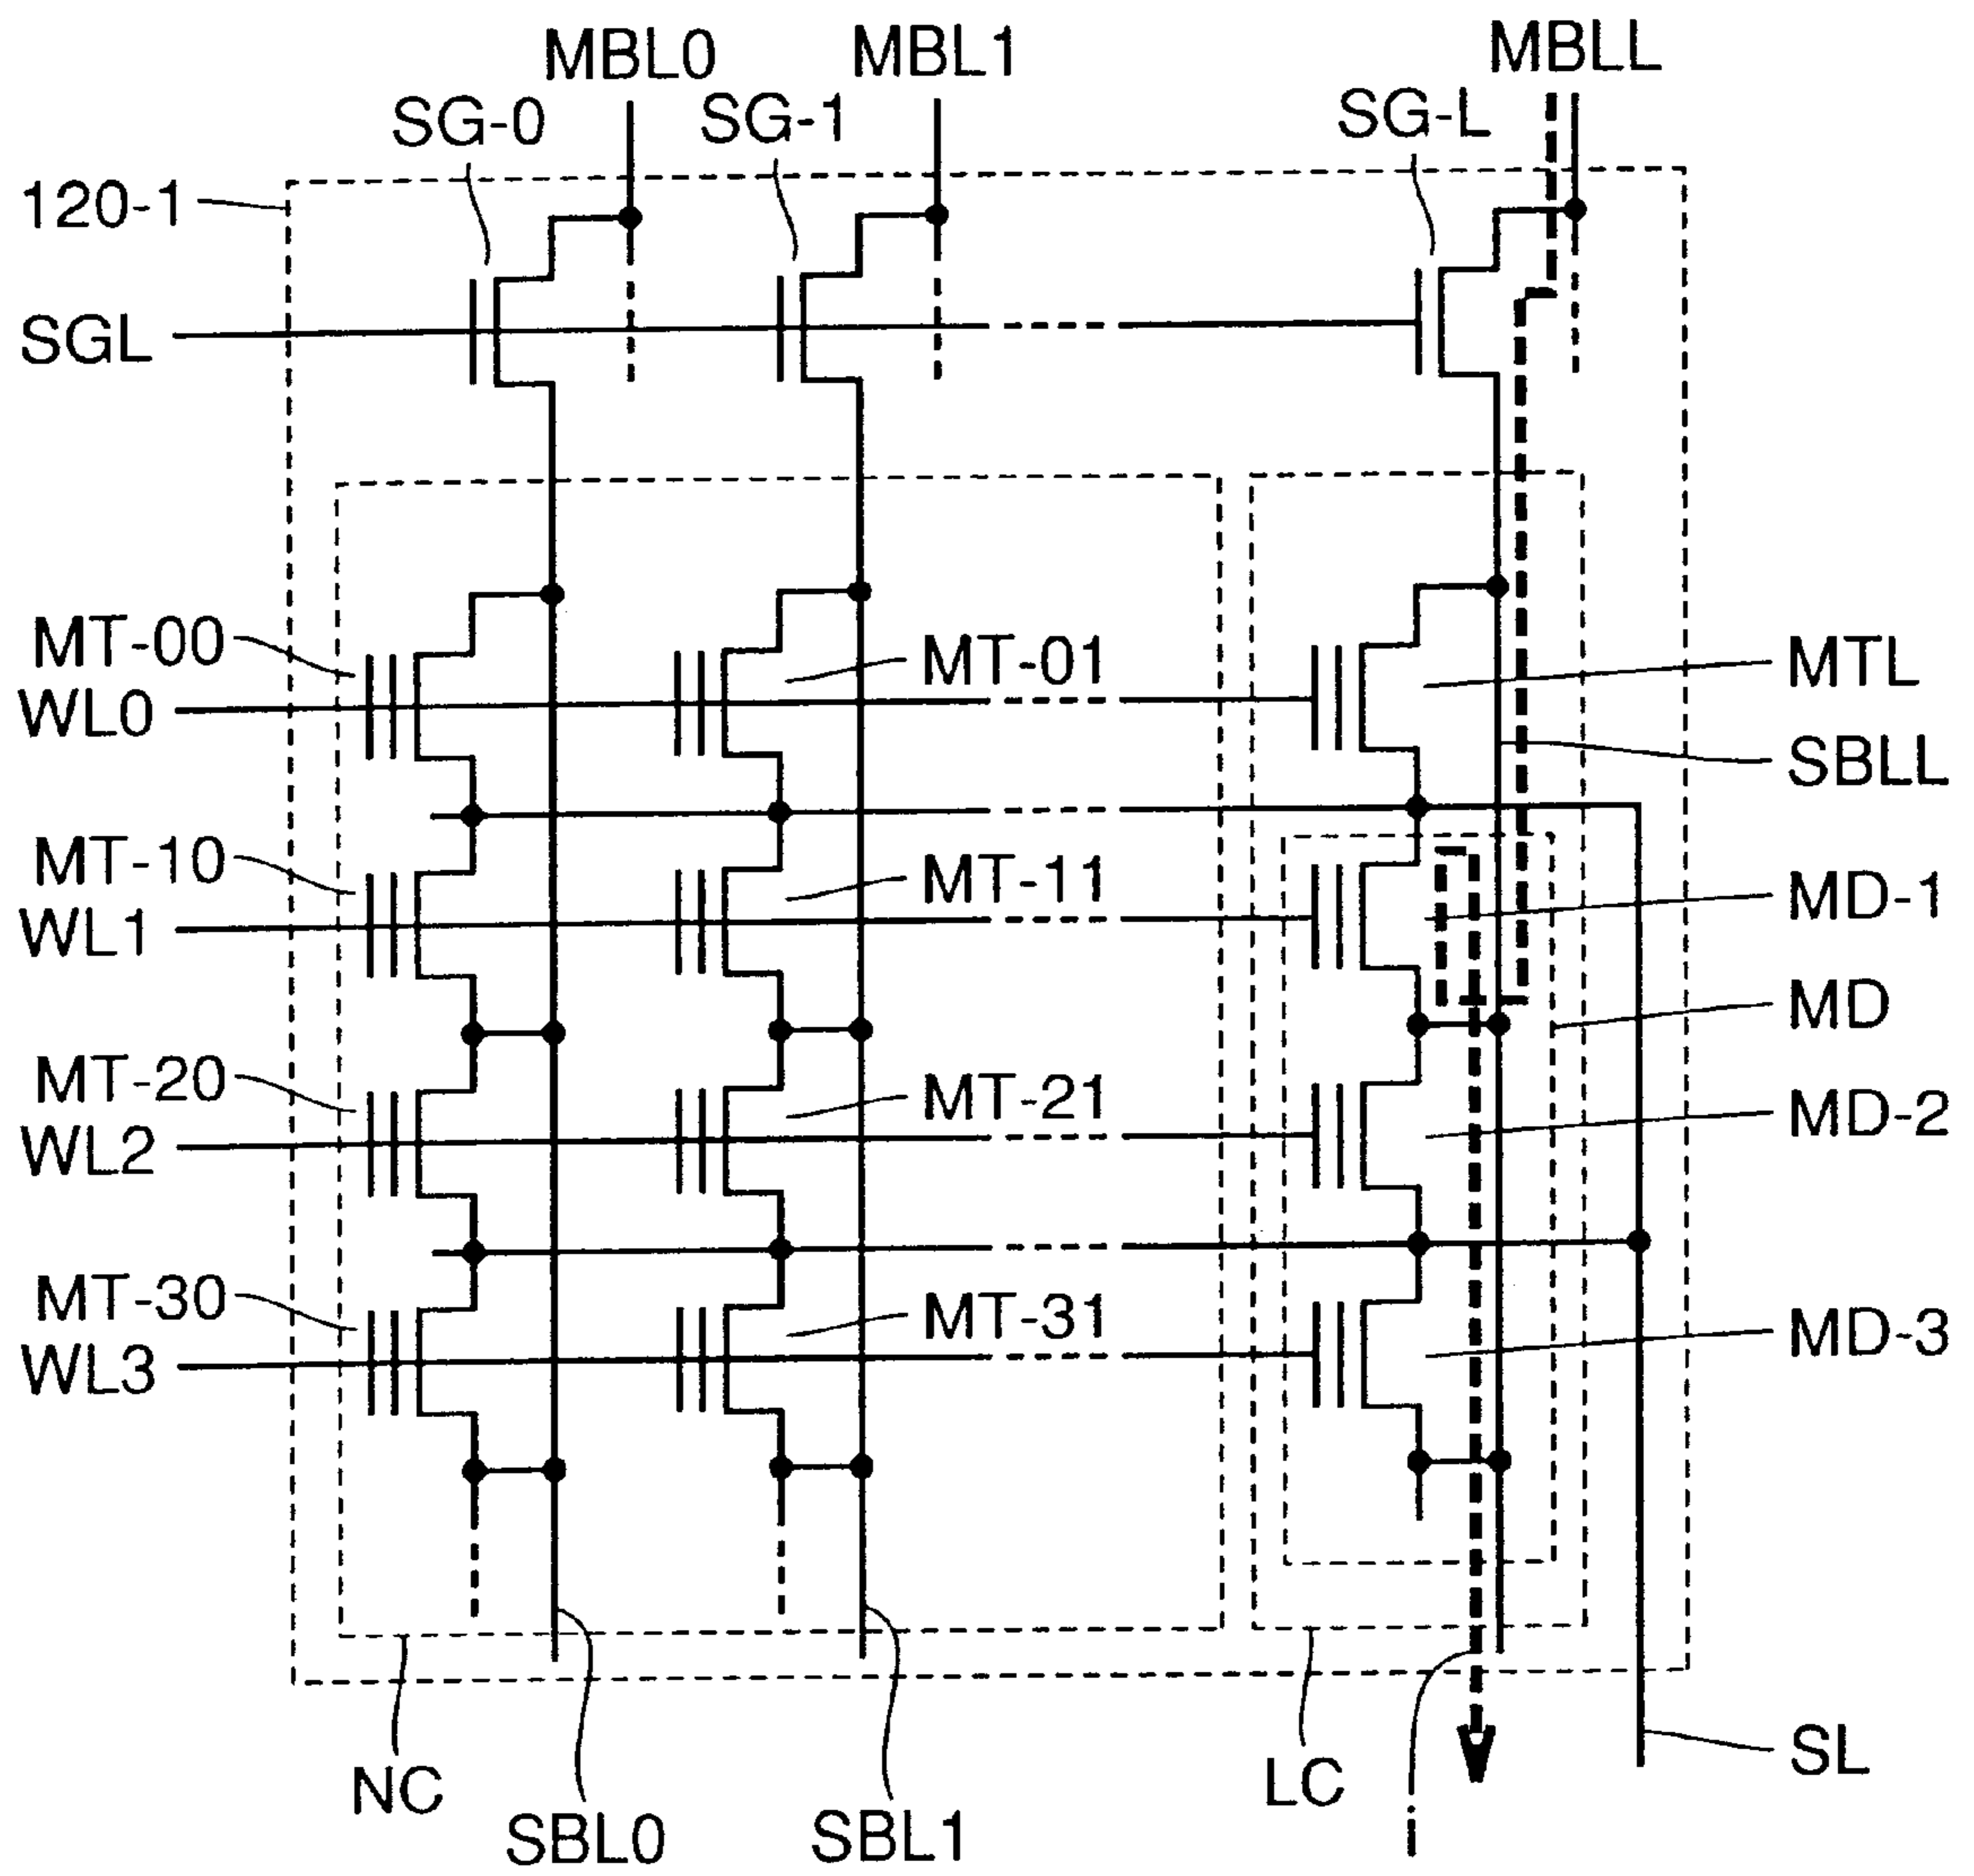 MBL0
MBL1
MBLL
SG-0
SG-1
SG-L
120-1
SGL
MT-00
MT-01
MTL
WL0
SBLL
MT-10
MT-11
MD-1
WL1
MD
MT-20
MT-21
MD-2
WL2
MT-30
MT-31
MD-3
WL3
SL
NC
LC
SBL0
SBL1
i